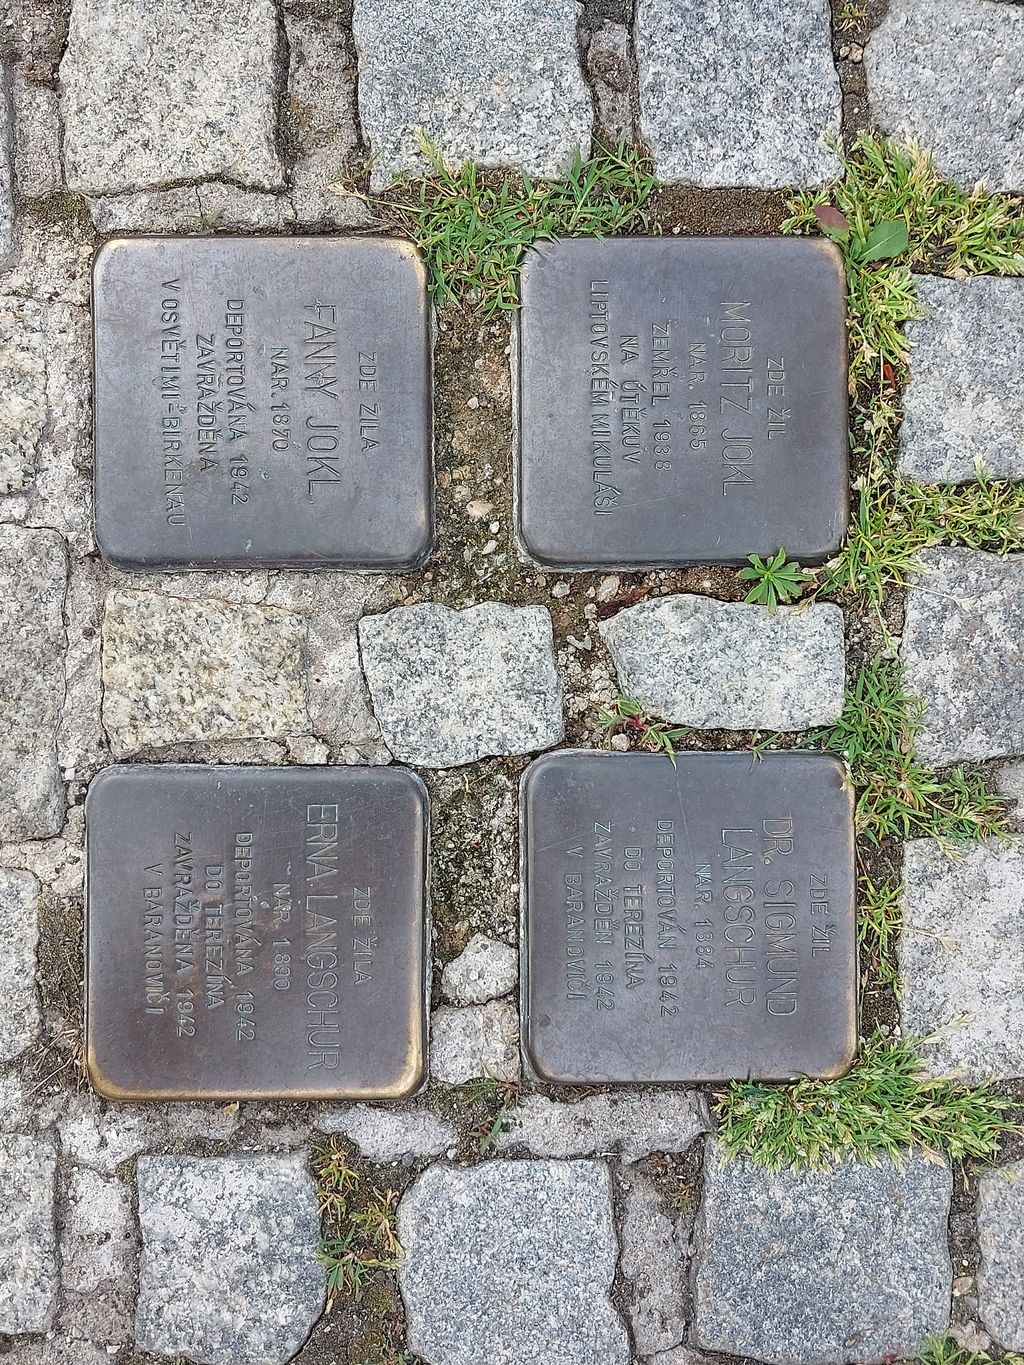 ZDE ŽIL
MORITZ JOKL
NAR. 1865
ZEMŘEL 1938
NA ÚTĚKU V
LIPTOVSKÉM MIKULÁŠI
ZDE ŽIL
DR. SIGMUND
LANGSCHUR
NAR. 1884
DEPORTOVÁN 1942
DO TEREZÍNA
ZAVRAŽDĚN 1942
V BARANOVIČI
ZDE ŽILA
FANNY JOKL
NAR. 1870
DEPORTOVÁNA 1942
ZAVRAŽDĚNA
V OSVĚTIMI-BIRKENAU
ZDE ŽILA
ERNA LANGSCHUR
NAR. 1890
DEPORTOVÁNA 1942
DO TEREZÍNA
ZAVRAŽDĚNA 1942
V BARANOVIČI